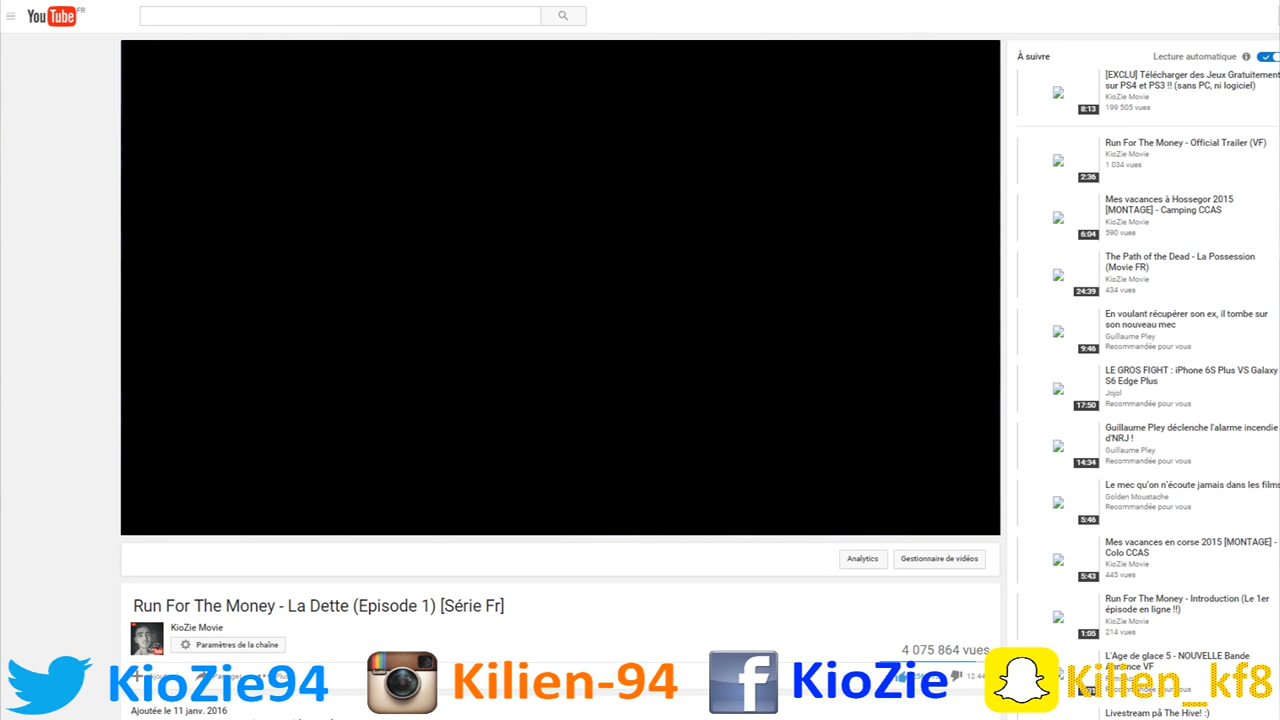 YouTube FR
À suivre
Lecture automatique
[EXCLU] Télécharger des Jeux Gratuitement
sur PS4 et PS3 !! (sans PC, ni logiciel)
KioZie Movie
199 505 vues
8:13
Run For The Money - Official Trailer (VF)
KioZie Movie
1 034 vues
2:36
Mes vacances à Hossegor 2015
[MONTAGE] - Camping CCAS
KioZie Movie
590 vues
6:04
The Path of the Dead - La Possession
(Movie FR)
KioZie Movie
434 vues
24:39
En voulant récupérer son ex, il tombe sur
son nouveau mec
Guillaume Pley
Recommandée pour vous
9:46
LE GROS FIGHT : iPhone 6S Plus VS Galaxy
S6 Edge Plus
Jojol
Recommandée pour vous
17:50
Guillaume Pley déclenche l'alarme incendie
d'NRJ !
Guillaume Pley
Recommandée pour vous
14:34
Le mec qu'on n'écoute jamais dans les films
Golden Moustache
Recommandée pour vous
5:46
Mes vacances en corse 2015 [MONTAGE] -
Colo CCAS
KioZie Movie
445 vues
5:43
Run For The Money - Introduction (Le 1er
épisode en ligne !!)
KioZie Movie
214 vues
1:05
L'Age de glace 5 - NOUVELLE Bande
VF
Livestream på The Hive! :)
Analytics
Gestionnaire de vidéos
Run For The Money - La Dette (Episode 1) [Série Fr]
KioZie Movie
Paramètres de la chaîne
4 075 864 vues
KioZie94
Kilien-94
KioZie
Kilien_kf8
Ajoutée le 11 janv. 2016